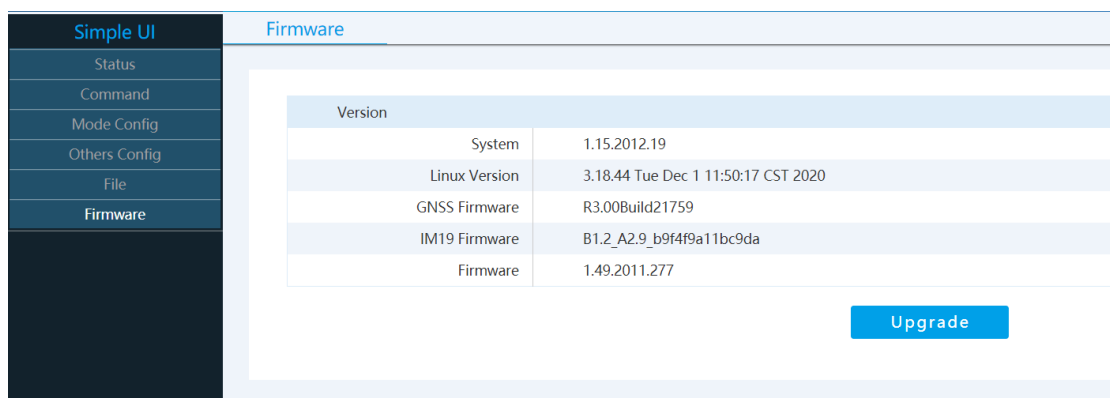 Simple UI
Firmware
Status
Command
Mode Config
Others Config
File
Firmware
Version
System 1.15.2012.19
Linux Version 3.18.44 Tue Dec 1 11:50:17 CST 2020
GNSS Firmware R3.00Build21759
IM19 Firmware B1.2_A2.9_b9f4f9a11bc9da
Firmware 1.49.2011.277
Upgrade